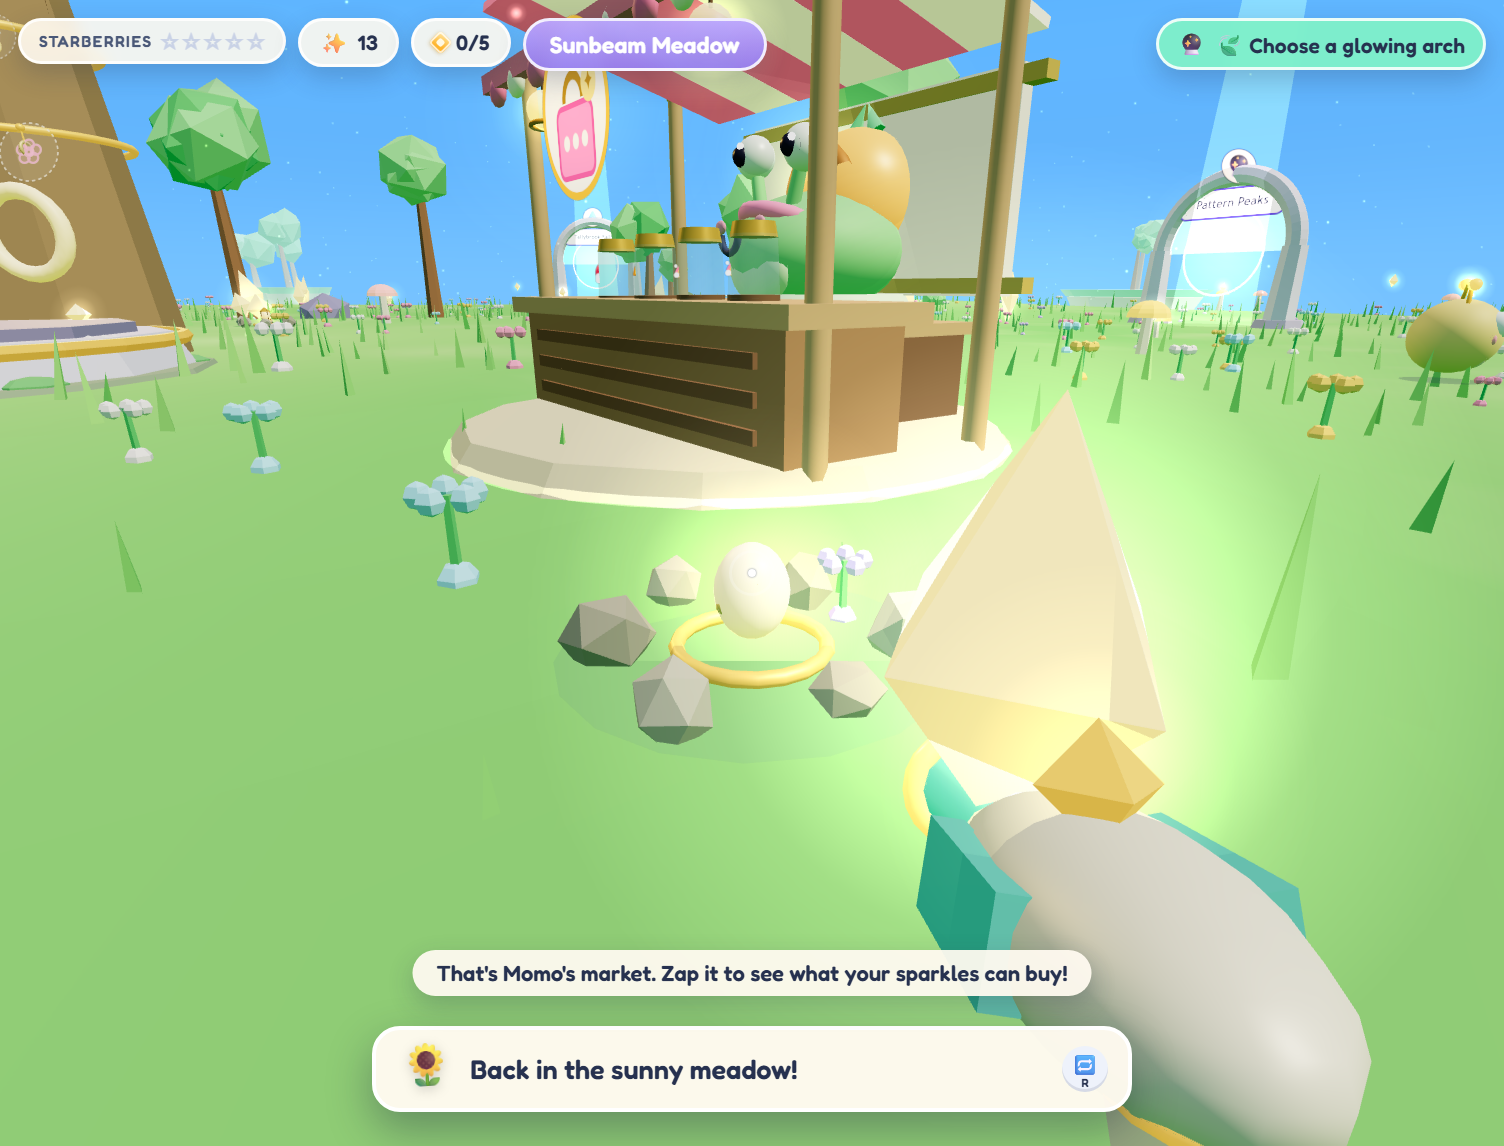 STARBERRIES
13
0/5
Sunbeam Meadow
Choose a glowing arch
Pattern Peaks
That's Momo's market. Zap it to see what your sparkles can buy!
Back in the sunny meadow!
R